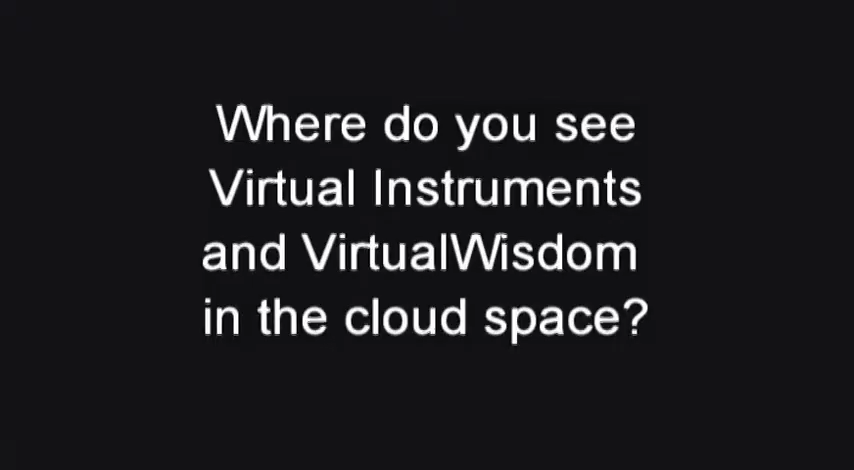 Where do you see
Virtual Instruments
and VirtualWisdom
in the cloud space?